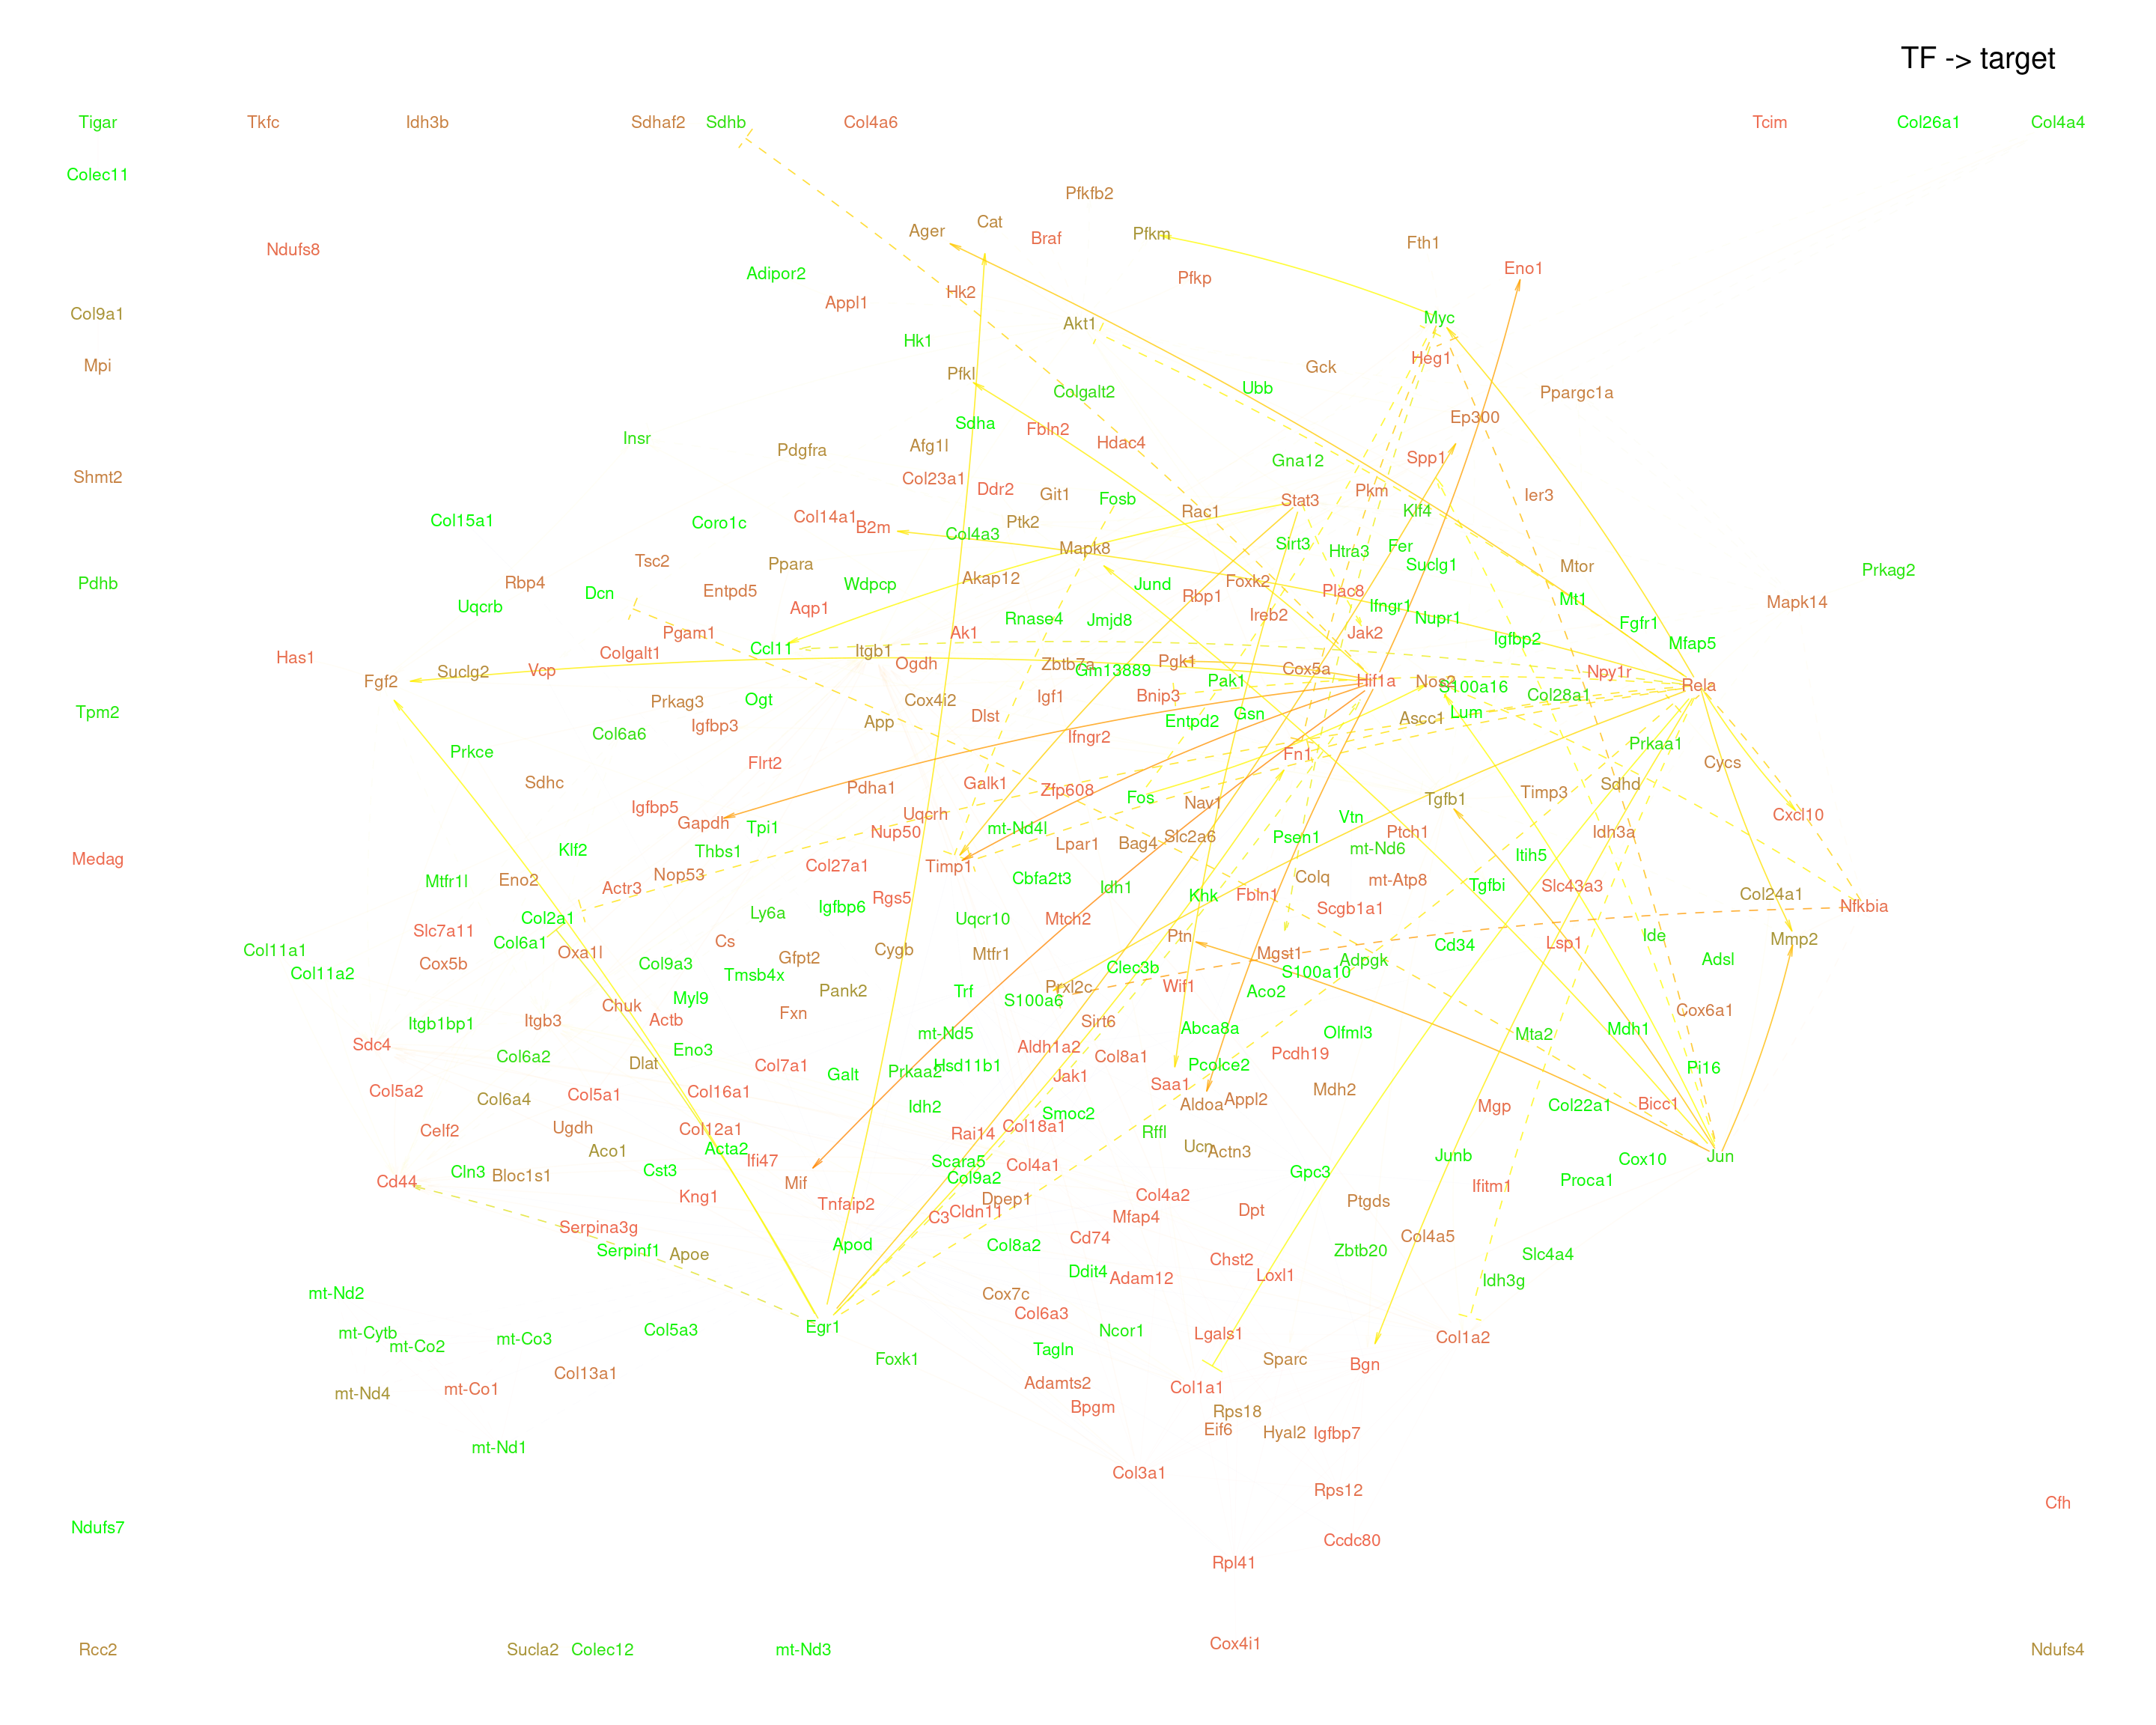 TF -> target
Tigar Tkfc Idh3b Sdhaf2 Sdhb Col4a6 Tcim Col26a1 Col4a4
Colec11
Pfkfb2
Cat
Ager Braf Pfkm
Ndufs8 Fth1
Adipor2 Pfkp Eno1
Appl1 Hk2
Col9a1 Akt1 Myc
Hk1
Mpi Pfkl Gck Heg1
Colgalt2 Ubb Ppargc1a
Sdha Fbln2 Ep300
Insr Pdgfra Afg1l Hdac4
Gna12 Spp1
Shmt2 Col23a1 Ddr2 Git1 Fosb Stat3 Pkm Ier3
Col15a1 Coro1c Col14a1 B2m Col4a3 Ptk2 Rac1 Klf4
Mapk8 Sirt3 Htra3 Fer
Tsc2 Ppara Suclg1 Mtor Prkag2
Pdhb Rbp4 Dcn Entpd5 Wdpcp Akap12 Jund Rbp1 Foxk2 Plac8 Mt1 Mapk14
Uqcrb Aqp1 Rnase4 Jmjd8 Ireb2 Ifngr1 Nupr1 Fgfr1
Pgam1 Ak1 Jak2 Igfbp2 Mfap5
Has1 Colgalt1 Ccl11 Itgb1 Ogdh
Fgf2 Suclg2 Vcp Zbtb7a Gm13889 Pgk1 Pak1 Cox5a Hif1a Nos2 S100a16 Npy1r Rela
Prkag3 Ogt Cox4i2 Igf1 Bnip3 Col28a1
Tpm2 Igfbp3 App Dlst Entpd2 Gsn Ascc1 Lum
Prkce Col6a6 Ifngr2 Fn1 Prkaa1
Flrt2 Cycs
Sdhc Pdha1 Galk1 Zfp608 Fos Nav1 Tgfb1 Timp3 Sdhd
Igfbp5 Gapdh Tpi1 Uqcrh Nup50 mt-Nd4l Slc2a6 Psen1 Vtn Ptch1 Idh3a Cxcl10
Medag Klf2 Thbs1 Col27a1 Timp1 Lpar1 Bag4 mt-Nd6 Itih5
Mtfr1l Eno2 Actr3 Nop53 Rgs5 Cbfa2t3 Idh1 Khk Fbln1 Colq mt-Atp8 Tgfbi Slc43a3 Col24a1
Col2a1 Ly6a Igfbp6 Uqcr10 Mtch2 Scgb1a1 Nfkbia
Slc7a11 Col6a1 Cs Ptn Cd34 Lsp1 Ide Mmp2
Col11a1 Oxa1l Cygb Mtfr1 Mgst1
Col11a2 Cox5b Col9a3 Tmsb4x Gfpt2 Clec3b S100a10 Adpgk Adsl
Myl9 Pank2 Trf S100a6 Prxl2c Wif1 Aco2
Itgb1bp1 Itgb3 Chuk Actb Fxn mt-Nd5 Sirt6 Abca8a Olfml3 Mta2 Mdh1 Cox6a1
Sdc4 Col6a2 Dlat Eno3 Col7a1 Galt Prkaa2 Hsd11b1 Aldh1a2 Col8a1 Pcolce2 Pcdh19 Pi16
Col5a2 Col6a4 Col5a1 Col16a1 Idh2 Jak1 Smoc2 Saa1 Aldoa Appl2 Mdh2 Mgp Col22a1 Bicc1
Celf2 Ugdh Col12a1 Rai14 Col18a1 Rffl
Aco1 Acta2 Ifi47 Scara5 Col4a1 Ucn Actn3 Junb Cox10 Jun
Cd44 Cln3 Bloc1s1 Cst3 Mif Col9a2 Gpc3 Ifitm1 Proca1
Kng1 Tnfaip2 C3 Cldn11 Dpep1 Mfap4 Col4a2 Dpt Ptgds
Serpina3g Serpinf1 Apoe Apod Col8a2 Cd74 Chst2 Zbtb20 Col4a5 Slc4a4
mt-Nd2 Ddit4 Adam12 Loxl1 Idh3g
Cox7c Col6a3
mt-Cytb mt-Co2 mt-Co3 Col5a3 Egr1 Tagln Ncor1 Lgals1 Col1a2
Foxk1 Sparc Bgn
mt-Nd4 mt-Co1 Col13a1 Adamts2 Col1a1
Bpgm Rps18
mt-Nd1 Eif6 Hyal2 Igfbp7
Col3a1
Rps12 Cfh
Ndufs7 Ccdc80
Rpl41
Rcc2 Sucla2 Colec12 mt-Nd3 Cox4i1 Ndufs4